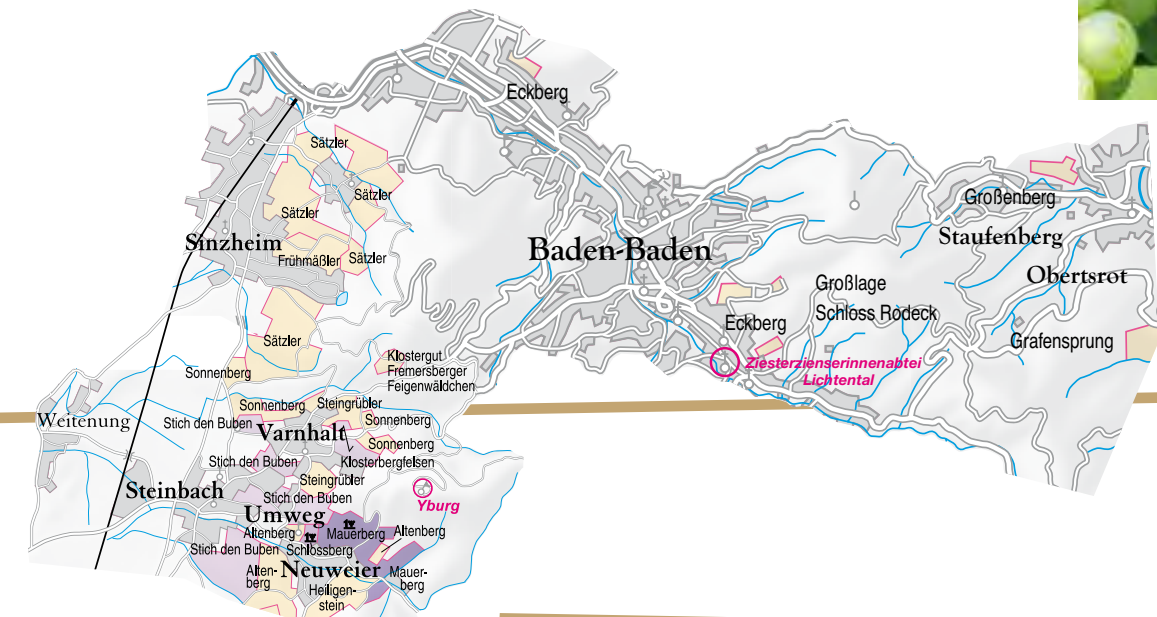 Eckberg
Sätzler
Sätzler
Sätzler
Großenberg
Staufenberg
Sinzheim
Baden-Baden
Frühmäßler
Sätzler
Obertsrot
Großlage
Schloss Rodeck
Eckberg
Sätzler
Grafensprung
Klostergut
Fremersberger
Feigenwäldchen
Ziesterzienserinnenabtei
Lichtental
Sonnenberg
Sonnenberg
Steingrübler
Weitenung
Stich den Buben
Sonnenberg
Varnhalt
Sonnenberg
Stich den Buben
Klosterbergfelsen
Steingrübler
Steinbach
Stich den Buben
Yburg
Umweg
Altenberg
Mauerberg
Altenberg
Stich den Buben
Schlossberg
Neuweier
Alten-
berg
Mauer-
berg
Heiligen-
stein